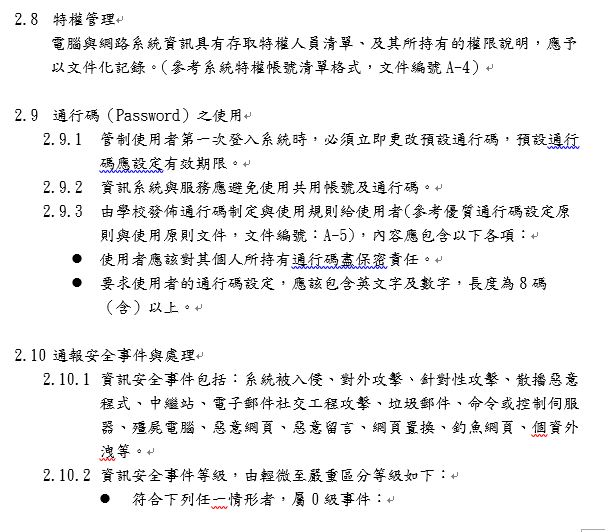 2.8 特權管理
電腦與網路系統資訊具有存取特權人員清單、及其所持有的權限說明，應予
以文件化記錄。(參考系統特權帳號清單格式，文件編號A-4)
2.9 通行碼（Password）之使用
2.9.1 管制使用者第一次登入系統時，必須立即更改預設通行碼，預設通行
碼應設定有效期限。
2.9.2 資訊系統與服務應避免使用共用帳號及通行碼。
2.9.3 由學校發佈通行碼制定與使用規則給使用者(參考優質通行碼設定原
則與使用原則文件，文件編號：A-5)，內容應包含以下各項：
● 使用者應該對其個人所持有通行碼盡保密責任。
● 要求使用者的通行碼設定，應該包含英文字及數字，長度為8碼
（含）以上。
2.10 通報安全事件與處理
2.10.1 資訊安全事件包括：系統被入侵、對外攻擊、針對性攻擊、散播惡意
程式、中繼站、電子郵件社交工程攻擊、垃圾郵件、命令或控制伺服
器、殭屍電腦、惡意網頁、惡意留言、網頁置換、釣魚網頁、個資外
洩等。
2.10.2 資訊安全事件等級，由輕微至嚴重區分等級如下：
● 符合下列任一情形者，屬0級事件：